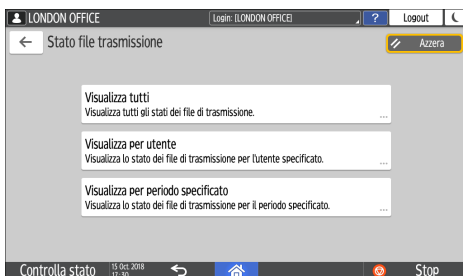 LONDON OFFICE Login: [LONDON OFFICE] ? Logout
Stato file trasmissione Azzera
Visualizza tutti
Visualizza tutti gli stati dei file di trasmissione.
Visualizza per utente
Visualizza lo stato dei file di trasmissione per l'utente specificato.
Visualizza per periodo specificato
Visualizza lo stato dei file di trasmissione per il periodo specificato.
Controlla stato 15 Oct. 2018 Stop
17:30